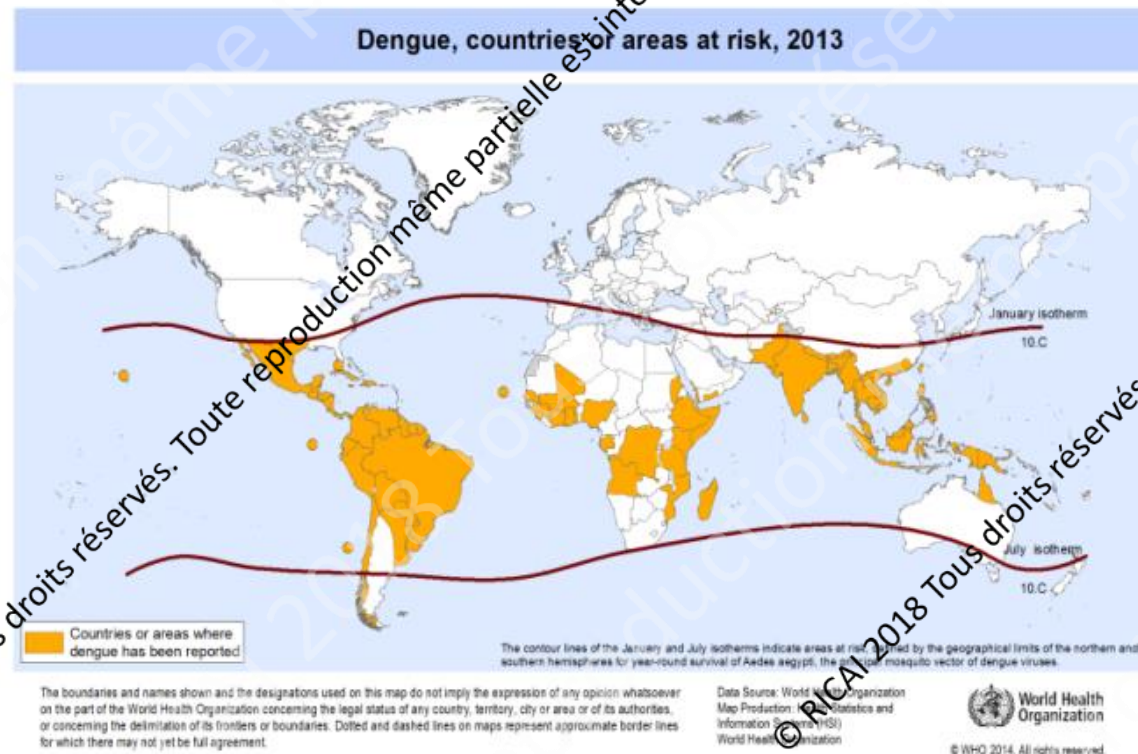 Dengue, countries or areas at risk, 2013
January isotherm
10.C
July isotherm
10.C
Countries or areas where
dengue has been reported
The contour lines of the January and July isotherms indicate areas at risk, defined by the geographical limits of the northern and
southern hemispheres for year-round survival of Aedes aegypti, the principal mosquito vector of dengue viruses.
The boundaries and names shown and the designations used on this map do not imply the expression of any opinion whatsoever
on the part of the World Health Organization concerning the legal status of any country, territory, city or area or of its authorities,
or concerning the delimitation of its frontiers or boundaries. Dotted and dashed lines on maps represent approximate border lines
for which there may not yet be full agreement.
Data Source: World Health Organization
Map Production: Health Statistics and
Information Systems (HSI)
World Health Organization
World Health
Organization
© WHO 2014. All rights reserved.
droits réservés. Toute reproduction même partielle est
© RICAI 2018 Tous droits réservés